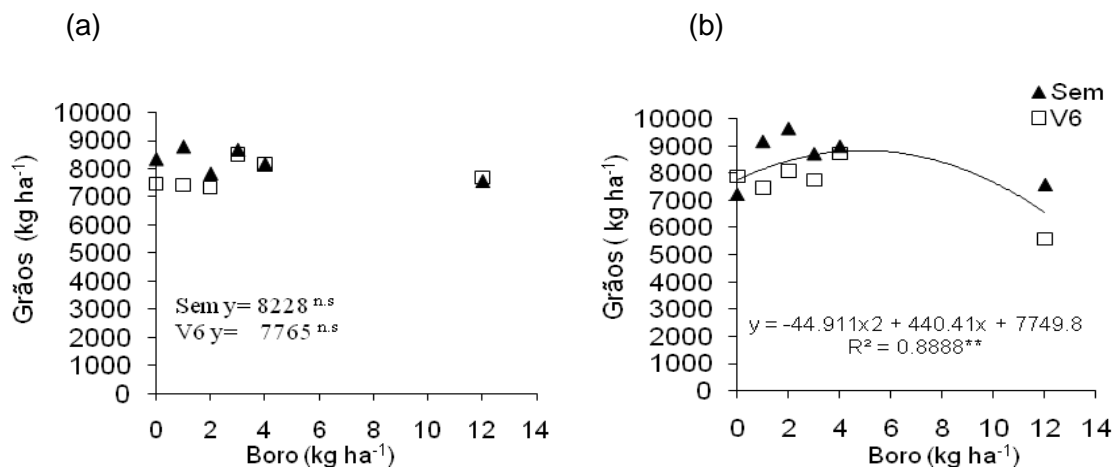 (a)
10000
9000
8000
7000
6000
5000
4000
3000
2000
1000
0
Grãos (kg ha-1)
Sem y= 8228 n.s
V6 y= 7765 n.s
0 2 4 6 8 10 12 14
Boro (kg ha-1)
(b)
Sem
V6
10000
9000
8000
7000
6000
5000
4000
3000
2000
1000
0
Grãos ( kg ha-1)
y = -44.911x2 + 440.41x + 7749.8
R² = 0.8888**
0 2 4 6 8 10 12 14
Boro (kg ha-1)